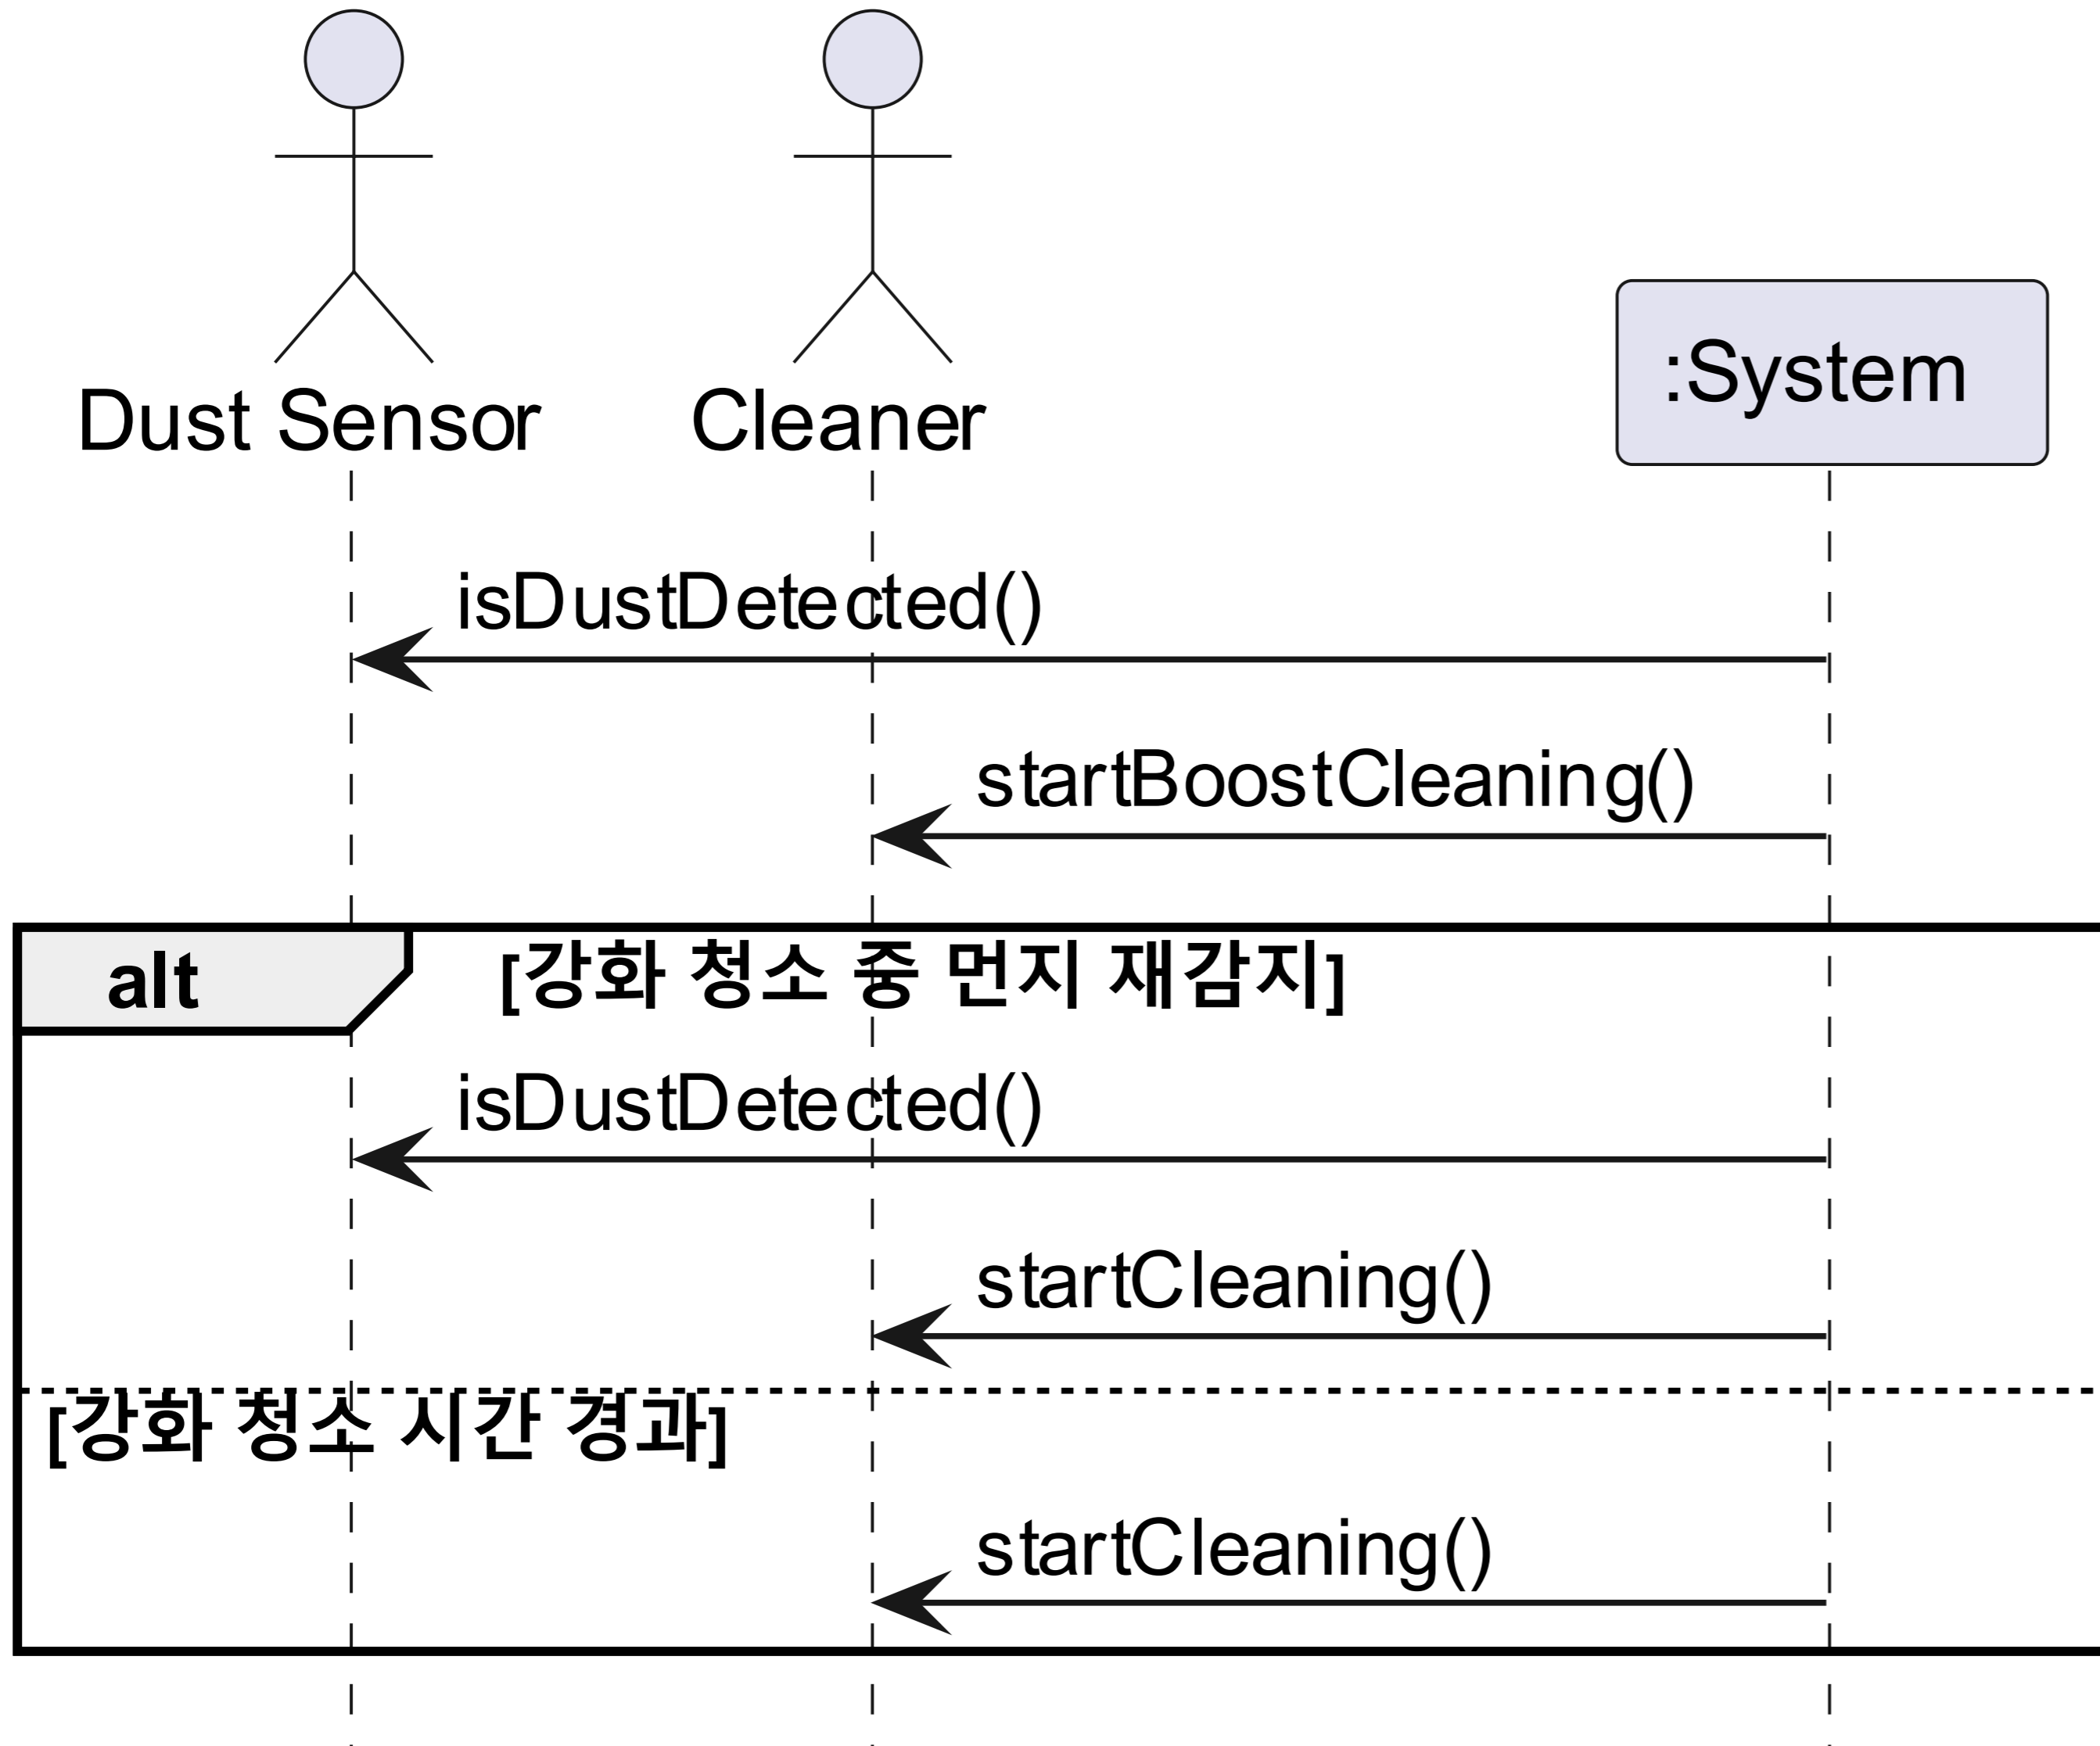 Dust Sensor
Cleaner
:System
isDustDetected()
startBoostCleaning()
alt
[강화 청소 중 먼지 재감지]
isDustDetected()
startCleaning()
[강화 청소 시간 경과]
startCleaning()